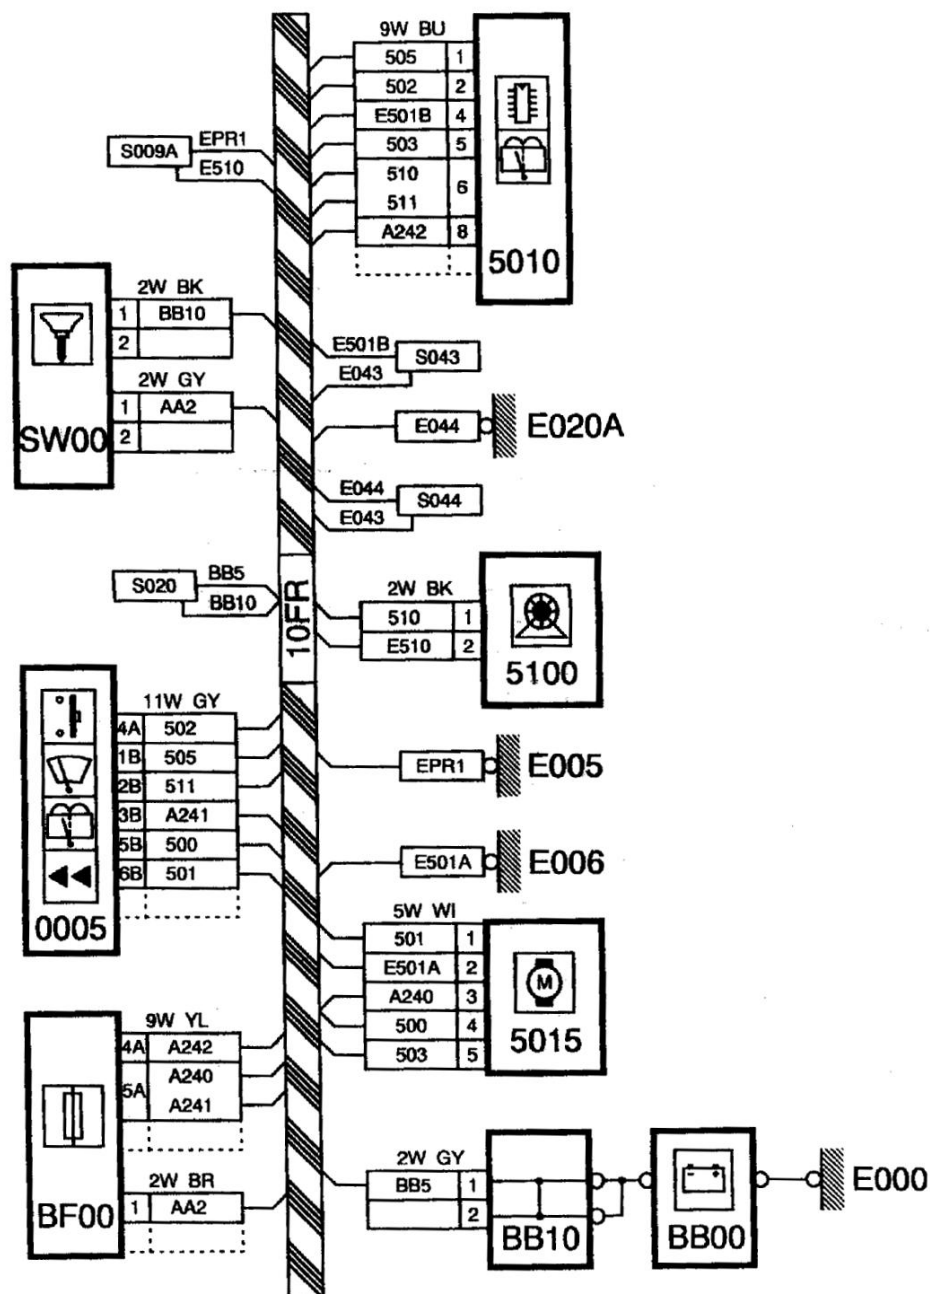 9W BU
505 1
502 2
E501B 4
503 5
510
6
511
A242 8
5010
S009A
EPR1
E510
2W BK
1 BB10
2
2W GY
1 AA2
2
SW00
E501B
S043
E043
E044
E020A
E044
S044
E043
S020
BB5
BB10
10FR
2W BK
510 1
E510 2
5100
11W GY
4A 502
1B 505
2B 511
3B A241
5B 500
6B 501
0005
EPR1
E005
E501A
E006
5W WI
501 1
E501A 2
A240 3
500 4
503 5
M
5015
9W YL
4A A242
A240
5A
A241
2W BR
1 AA2
BF00
2W GY
BB5 1
2
BB10
BB00
E000